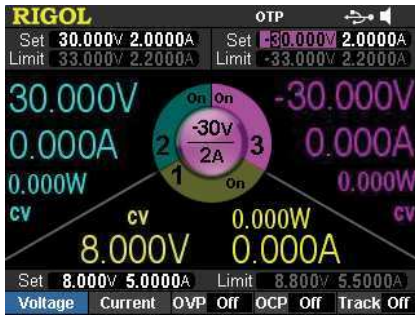 RIGOL OTP
Set 30.000V 2.0000A Set -30.000V 2.0000A
Limit 33.000V 2.2000A Limit -33.000V 2.2000A
30.000V On On -30.000V
0.000A 2 -30V 2A 3 0.000A
0.000W 1 On 0.000W
CV CV 0.000W CV
8.000V 0.000A
Set 8.000V 5.0000A Limit 8.800V 5.5000A
Voltage Current OVP Off OCP Off Track Off